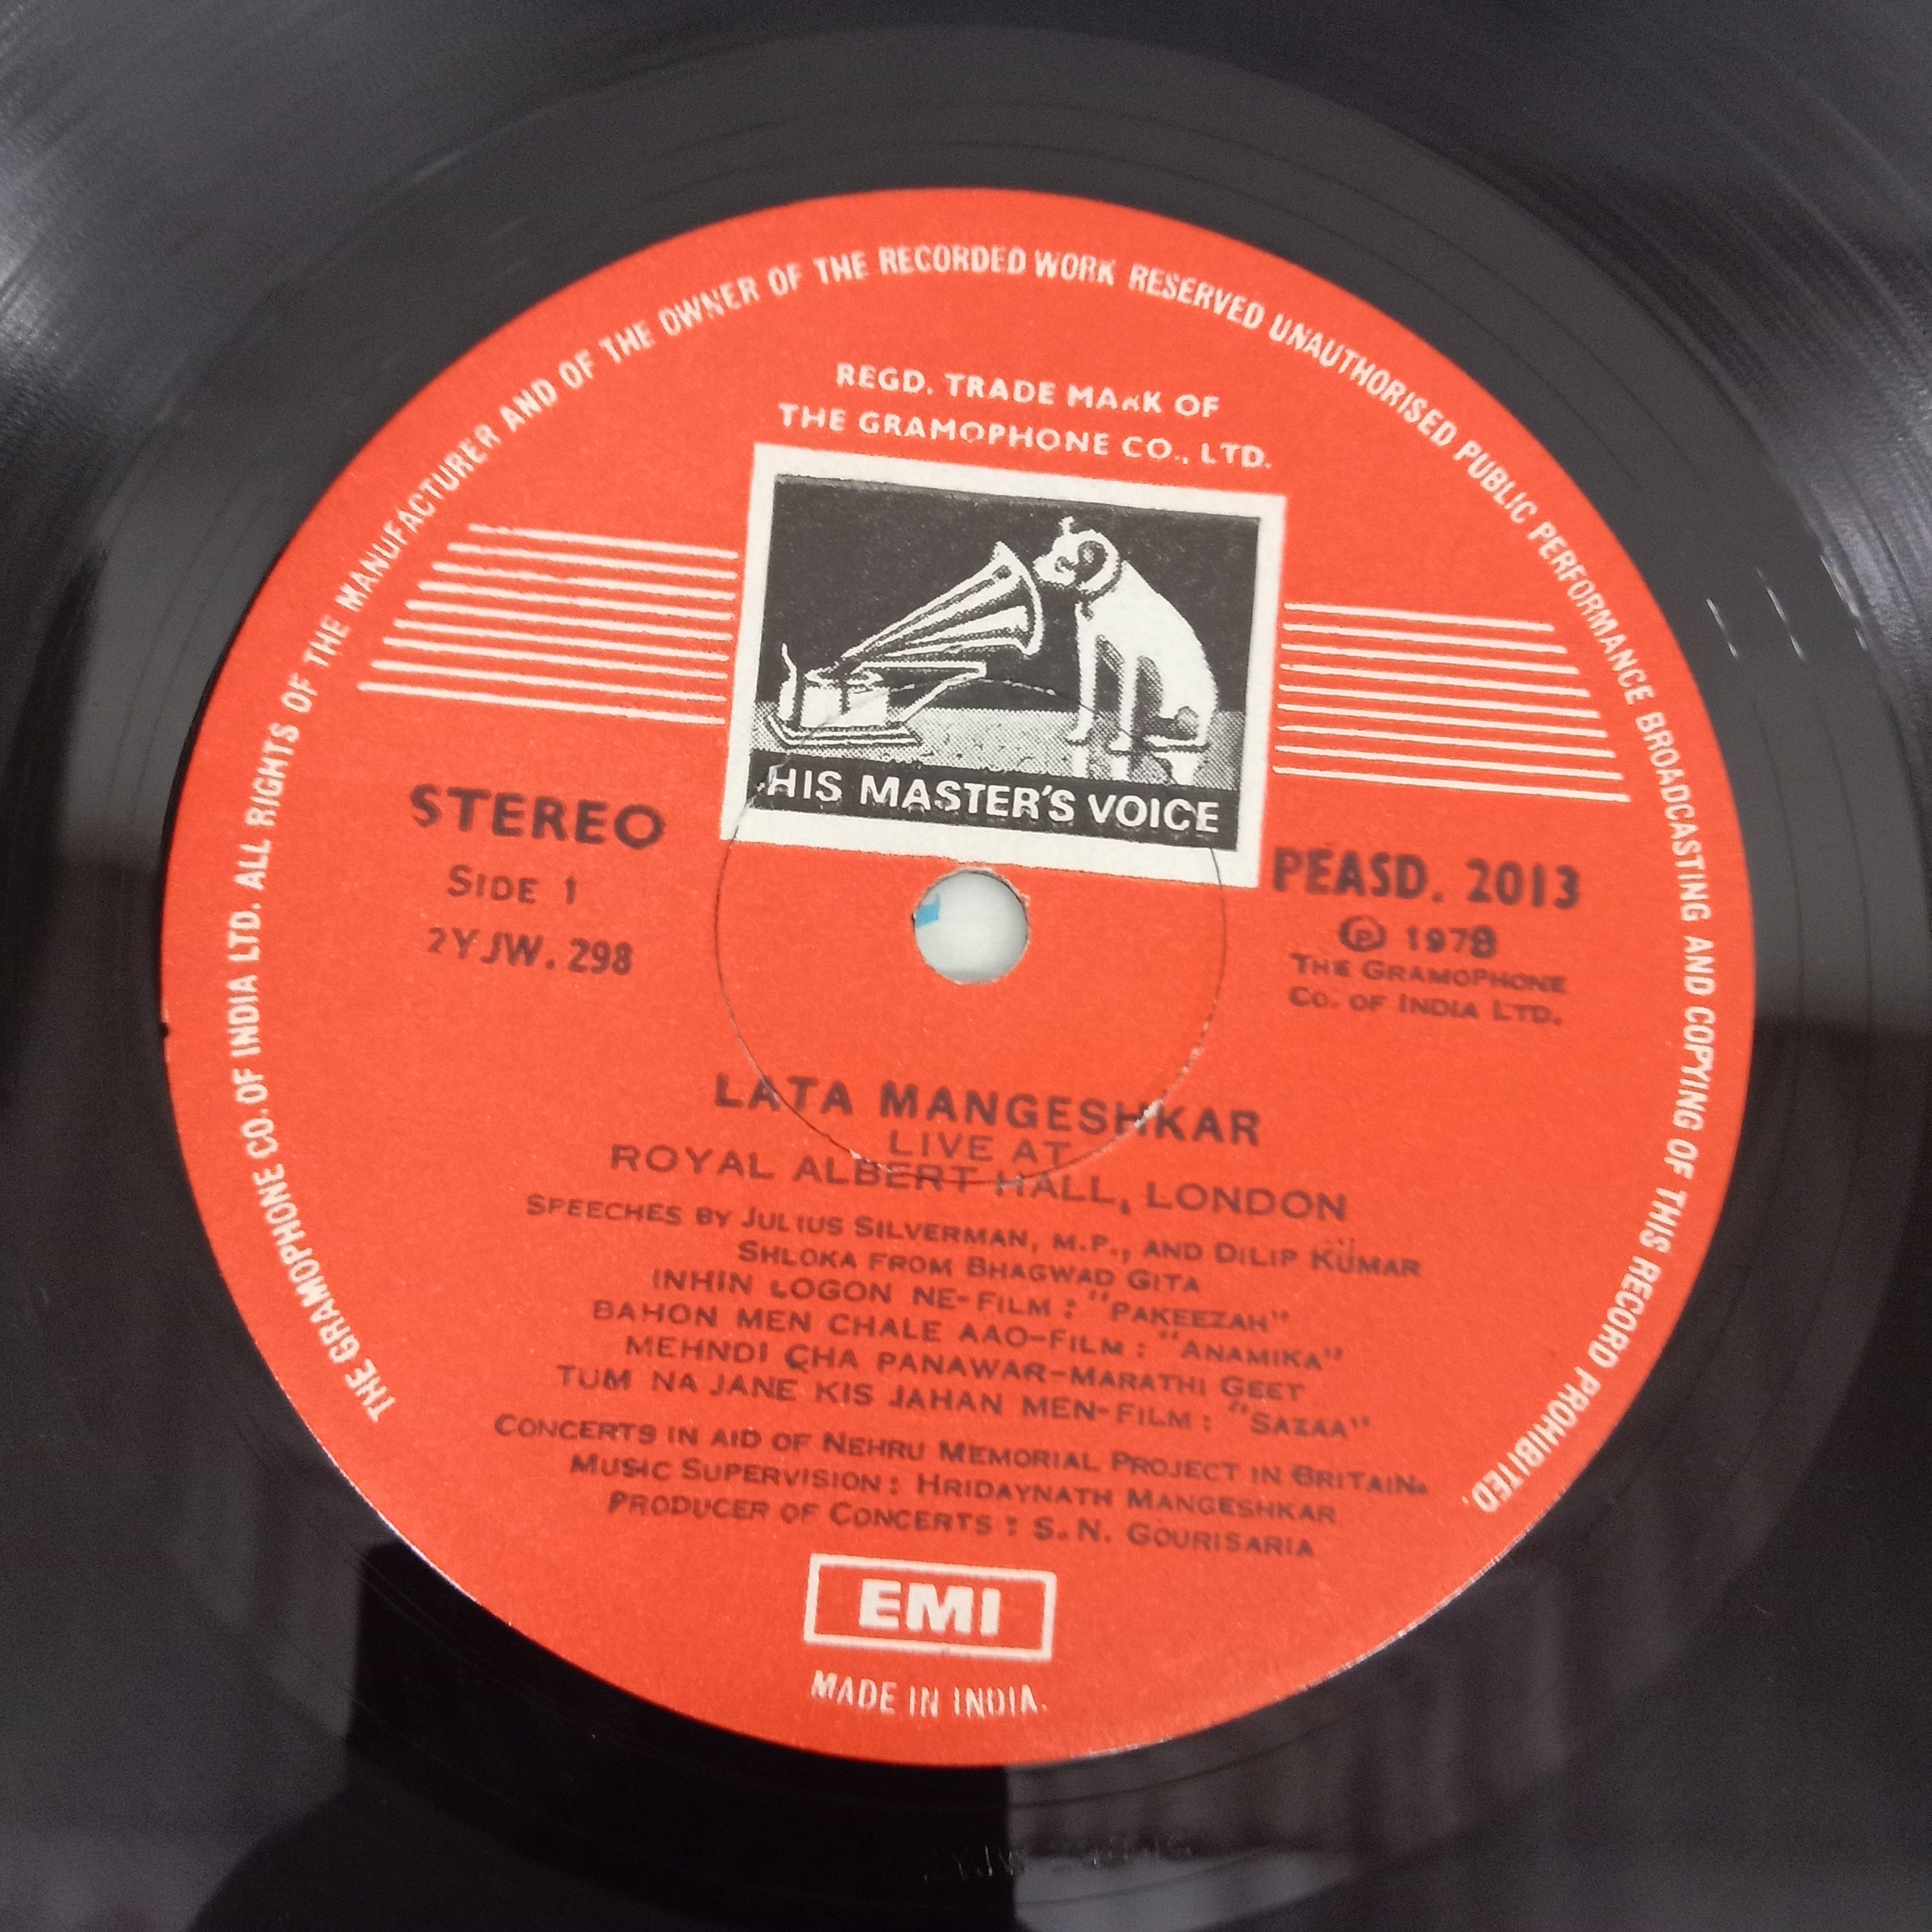 THE GRAMOPHONE CO. OF INDIA LTD. ALL RIGHTS OF THE MANUFACTURER AND OF THE OWNER OF THE RECORDED WORK RESERVED UNAUTHORISED PUBLIC PERFORMANCE BROADCASTING AND COPYING OF THIS RECORD PROHIBITED.
REGD. TRADE MARK OF
THE GRAMOPHONE CO., LTD.
HIS MASTER'S VOICE
STEREO
SIDE 1
2YJW. 298
PEASD. 2013
Ⓟ 1978
THE GRAMOPHONE
CO. OF INDIA LTD.
LATA MANGESHKAR
LIVE AT
ROYAL ALBERT HALL, LONDON
SPEECHES BY JULIUS SILVERMAN, M.P., AND DILIP KUMAR
SHLOKA FROM BHAGWAD GITA
INHIN LOGON NE-FILM : "PAKEEZAH"
BAHON MEN CHALE AAO-FILM : "ANAMIKA"
MEHNDI CHA PANAWAR-MARATHI GEET
TUM NA JANE KIS JAHAN MEN-FILM : "SAZAA"
CONCERTS IN AID OF NEHRU MEMORIAL PROJECT IN BRITAIN.
MUSIC SUPERVISION : HRIDAYNATH MANGESHKAR
PRODUCER OF CONCERTS : S. N. GOURISARIA
EMI
MADE IN INDIA.